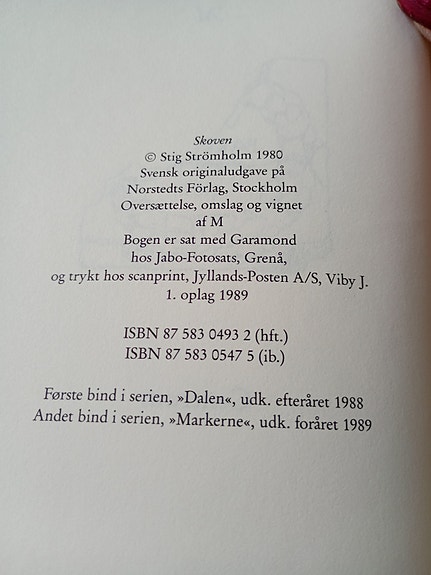 Skoven
© Stig Strömholm 1980
Svensk originaludgave på
Norstedts Förlag, Stockholm
Oversættelse, omslag og vignet
af M
Bogen er sat med Garamond
hos Jabo-Fotosats, Grenå,
og trykt hos scanprint, Jyllands-Posten A/S, Viby J.
1. oplag 1989
ISBN 87 583 0493 2 (hft.)
ISBN 87 583 0547 5 (ib.)
Første bind i serien, »Dalen«, udk. efteråret 1988
Andet bind i serien, »Markerne«, udk. foråret 1989